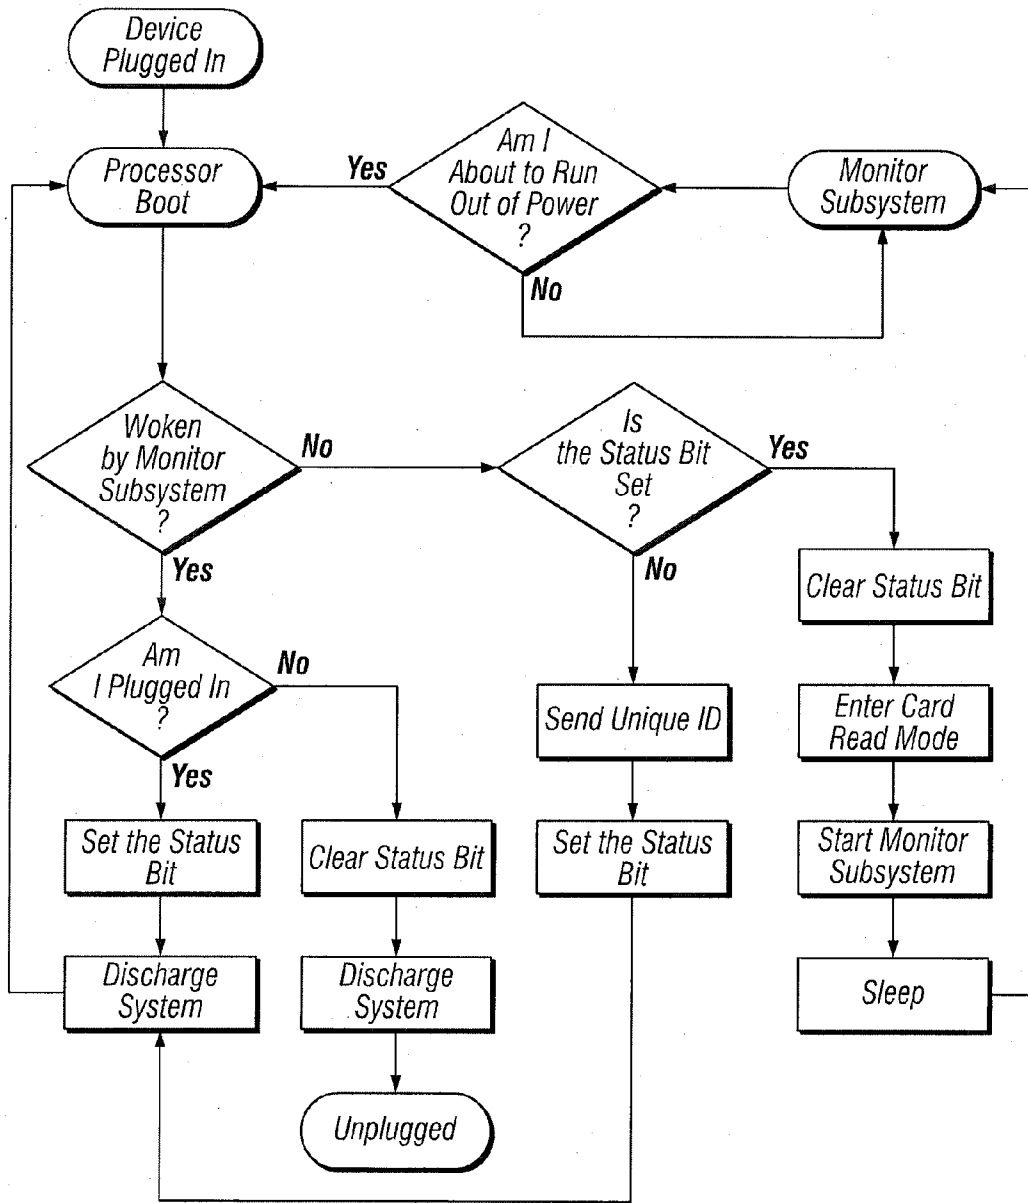 Device
Plugged In
Processor
Boot
Yes
Am I
About to Run
Out of Power
?
No
Monitor
Subsystem
Woken
by Monitor
Subsystem
?
No
Yes
Is
the Status Bit
Set
?
Yes
No
Clear Status Bit
Am
I Plugged In
?
No
Yes
Send Unique ID
Enter Card
Read Mode
Set the Status
Bit
Clear Status Bit
Set the Status
Bit
Start Monitor
Subsystem
Discharge
System
Discharge
System
Sleep
Unplugged